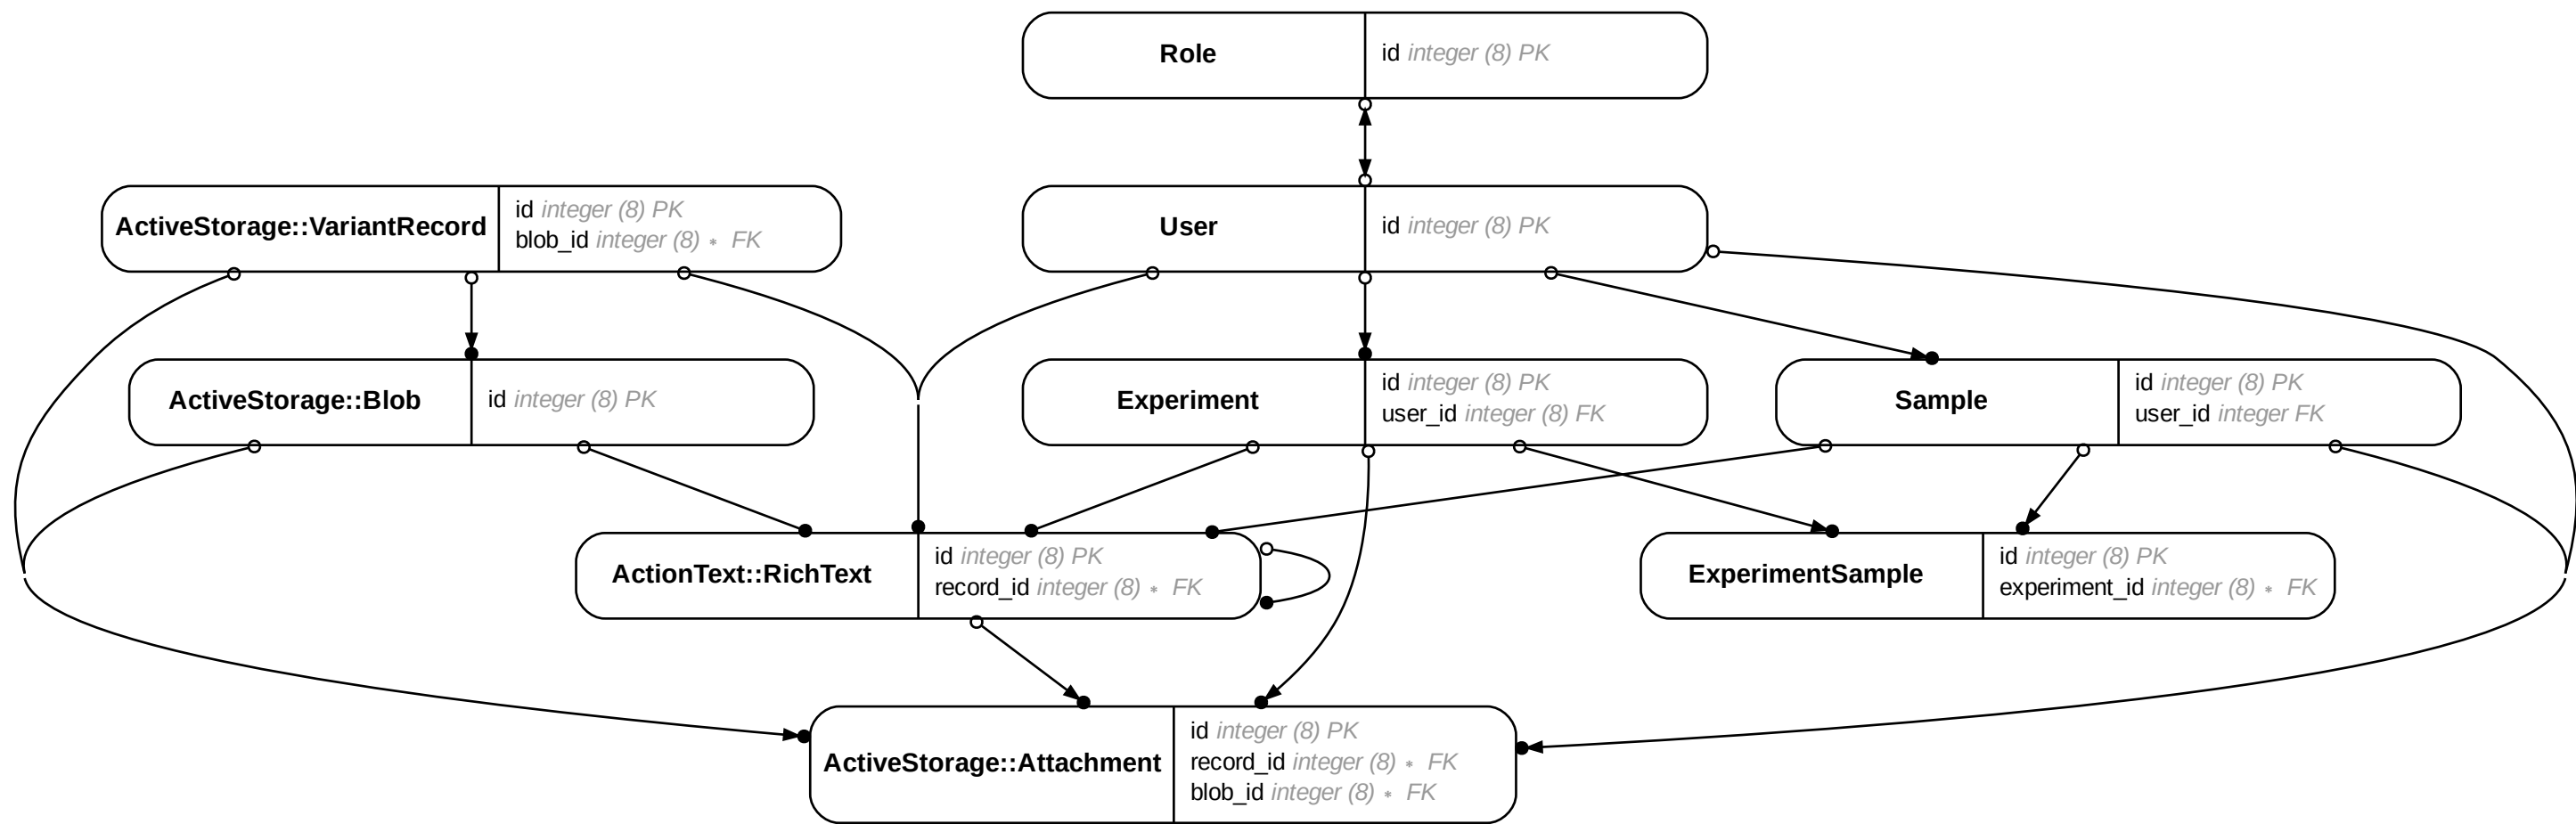 Role
id integer (8) PK
ActiveStorage::VariantRecord
id integer (8) PK
blob_id integer (8) * FK
User
id integer (8) PK
ActiveStorage::Blob
id integer (8) PK
Experiment
id integer (8) PK
user_id integer (8) FK
Sample
id integer (8) PK
user_id integer FK
ActionText::RichText
id integer (8) PK
record_id integer (8) * FK
ExperimentSample
id integer (8) PK
experiment_id integer (8) * FK
ActiveStorage::Attachment
id integer (8) PK
record_id integer (8) * FK
blob_id integer (8) * FK